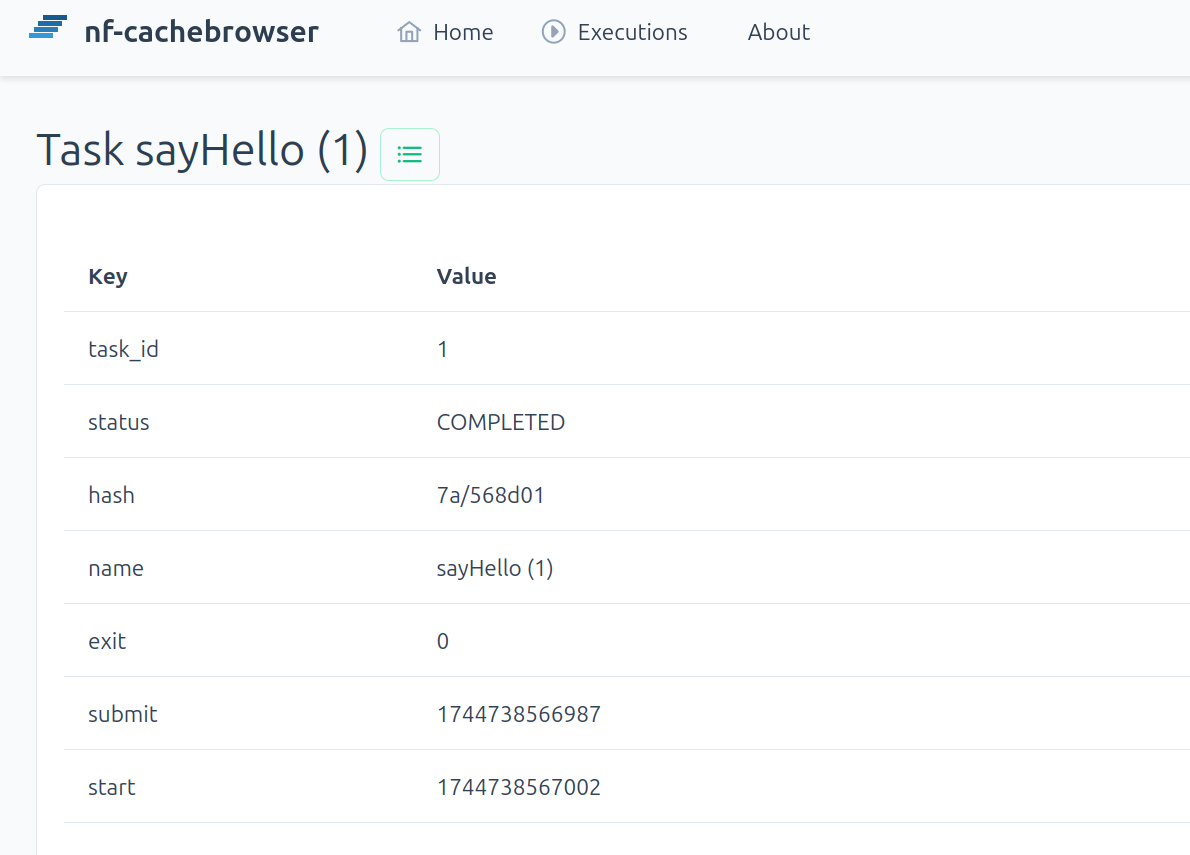 nf-cachebrowser Home Executions About
Task sayHello (1)
Key Value
task_id 1
status COMPLETED
hash 7a/568d01
name sayHello (1)
exit 0
submit 1744738566987
start 1744738567002